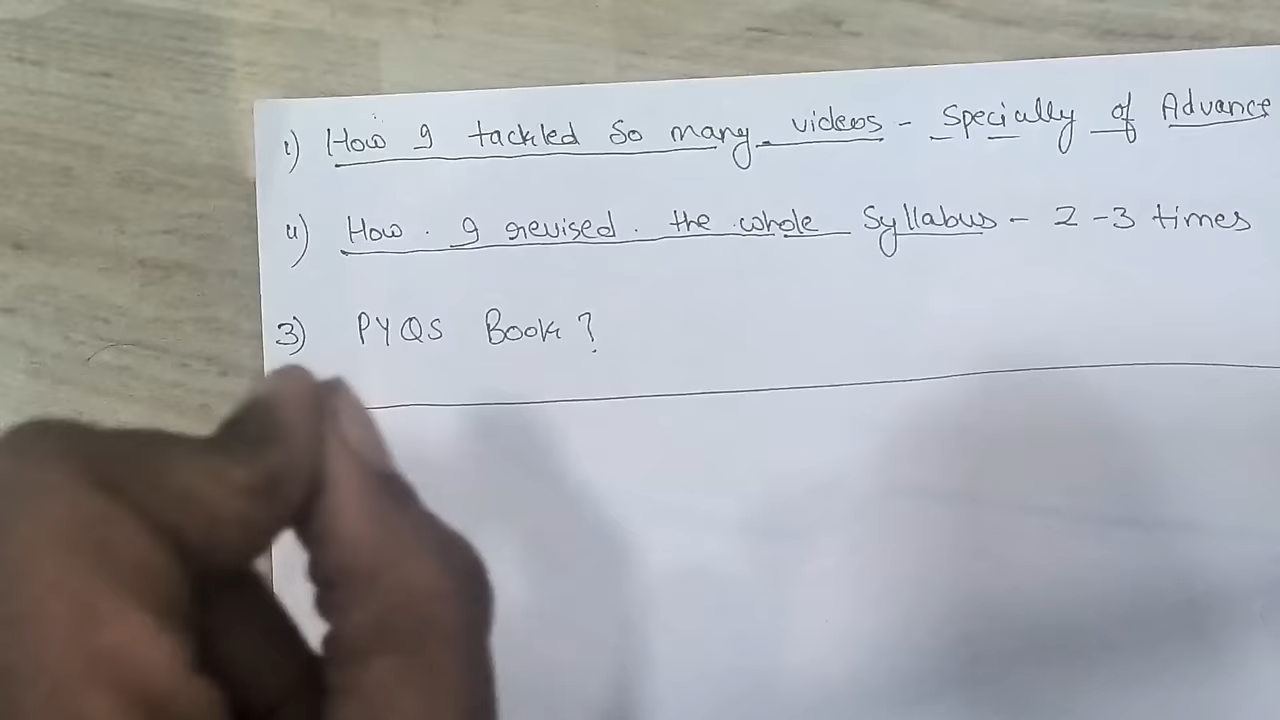 1) How I tackled So many videos - Specially of Advance
4) How I revised the whole Syllabus - 2-3 times
3) PYQS Book?